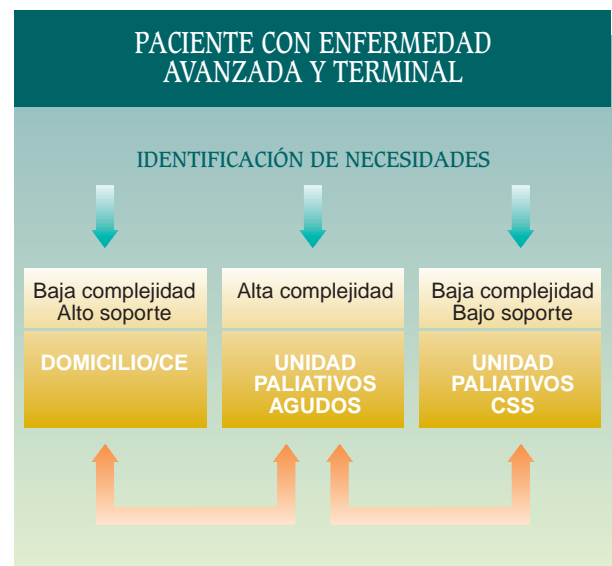 PACIENTE CON ENFERMEDAD
AVANZADA Y TERMINAL
IDENTIFICACIÓN DE NECESIDADES
Baja complejidad
Alto soporte
DOMICILIO/CE
Alta complejidad
UNIDAD
PALIATIVOS
AGUDOS
Baja complejidad
Bajo soporte
UNIDAD
PALIATIVOS
CSS